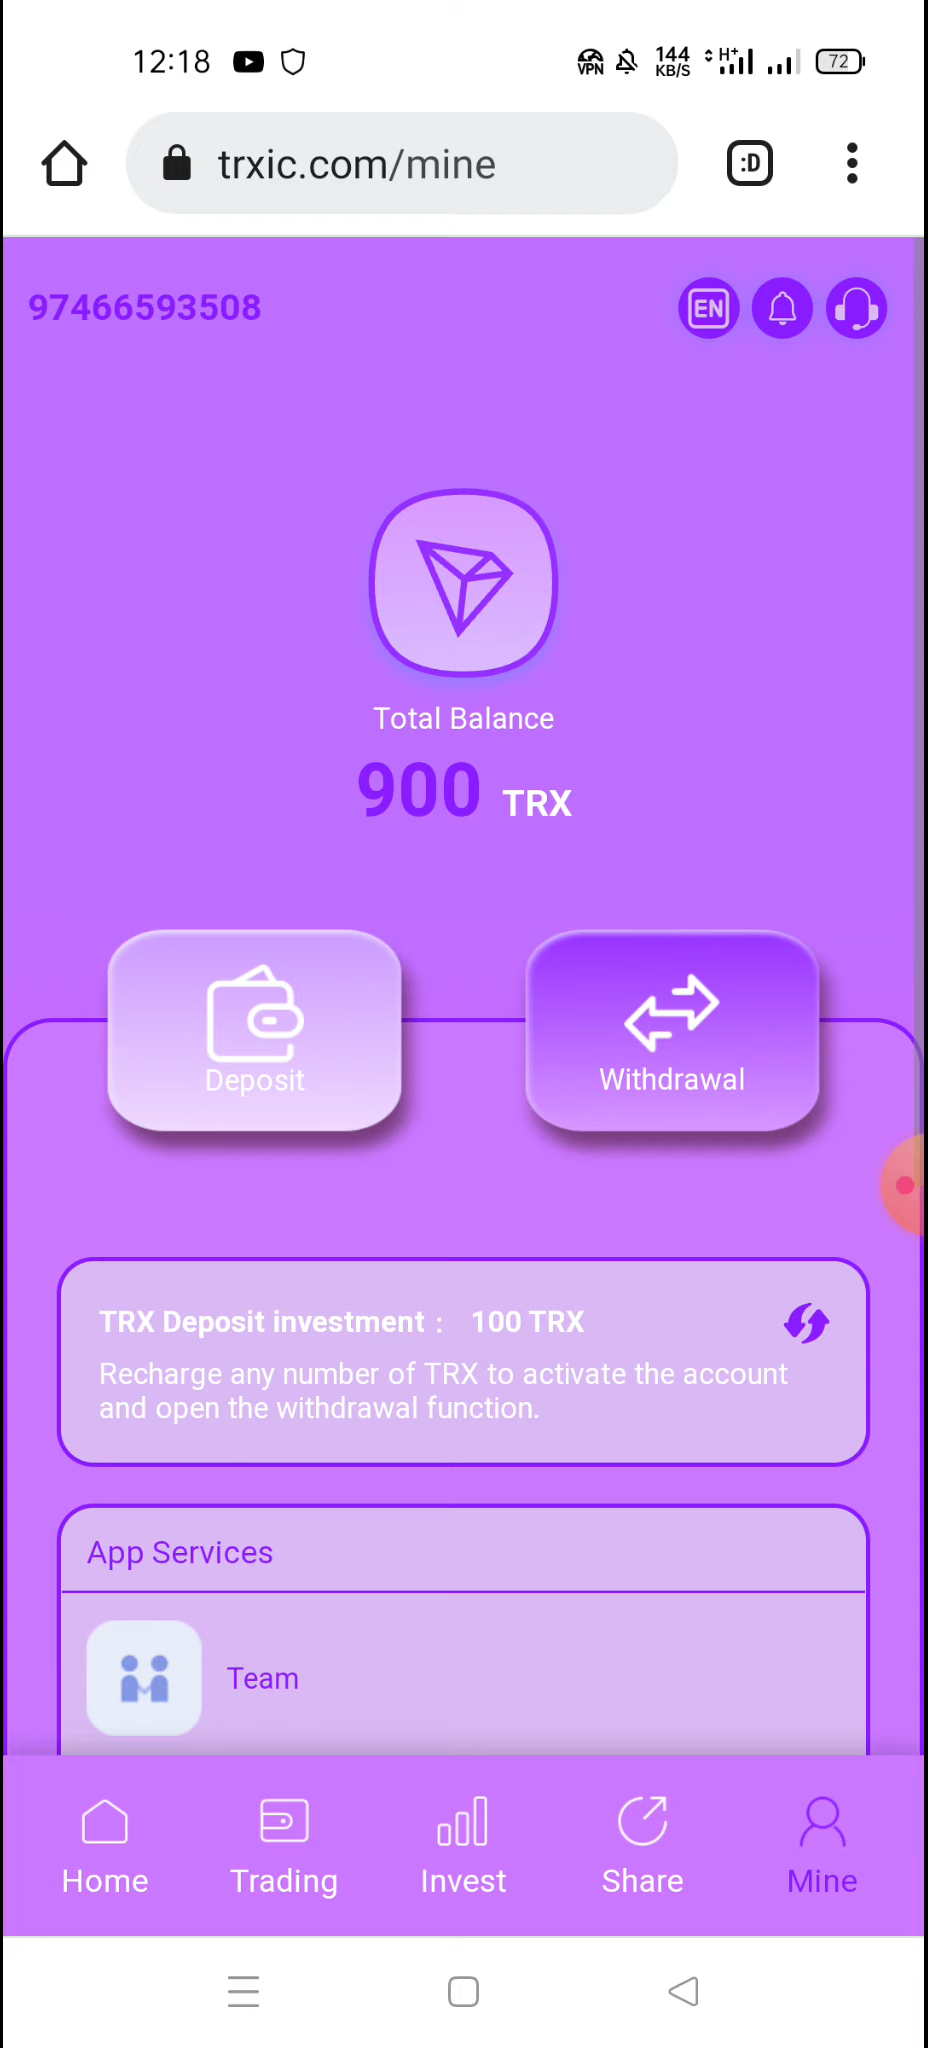 12:18
VPN
144
KB/S
H+
72
trxic.com/mine
:D
97466593508
EN
Total Balance
900 TRX
Deposit
Withdrawal
TRX Deposit investment : 100 TRX
Recharge any number of TRX to activate the account
and open the withdrawal function.
App Services
Team
Home
Trading
Invest
Share
Mine